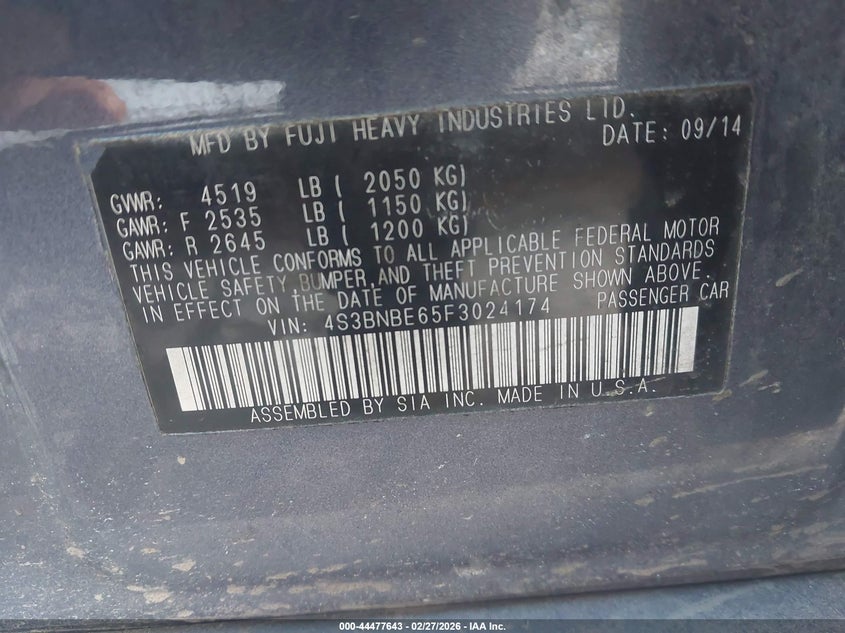 MFD BY FUJI HEAVY INDUSTRIES LTD.
DATE: 09/14
GVWR: 4519 LB ( 2050 KG)
GAWR: F 2535 LB ( 1150 KG)
GAWR: R 2645 LB ( 1200 KG)
THIS VEHICLE CONFORMS TO ALL APPLICABLE FEDERAL MOTOR
VEHICLE SAFETY,BUMPER,AND THEFT PREVENTION STANDARDS
IN EFFECT ON THE DATE OF MANUFACTURE SHOWN ABOVE.
VIN: 4S3BNBE65F3024174 PASSENGER CAR
ASSEMBLED BY SIA INC. MADE IN U.S.A.
000-44477643 - 02/27/2026 - IAA Inc.